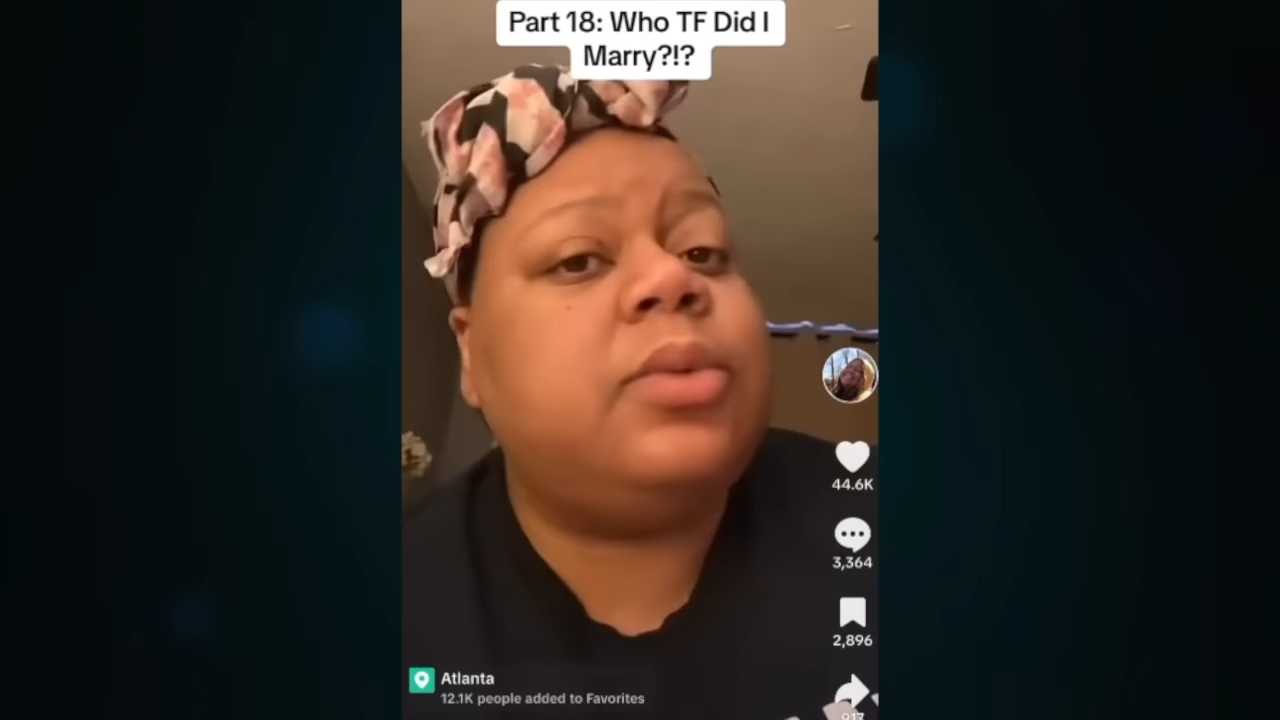 Part 18: Who TF Did I
Marry?!?
44.6K
3,364
2,896
917
Atlanta
12.1K people added to Favorites